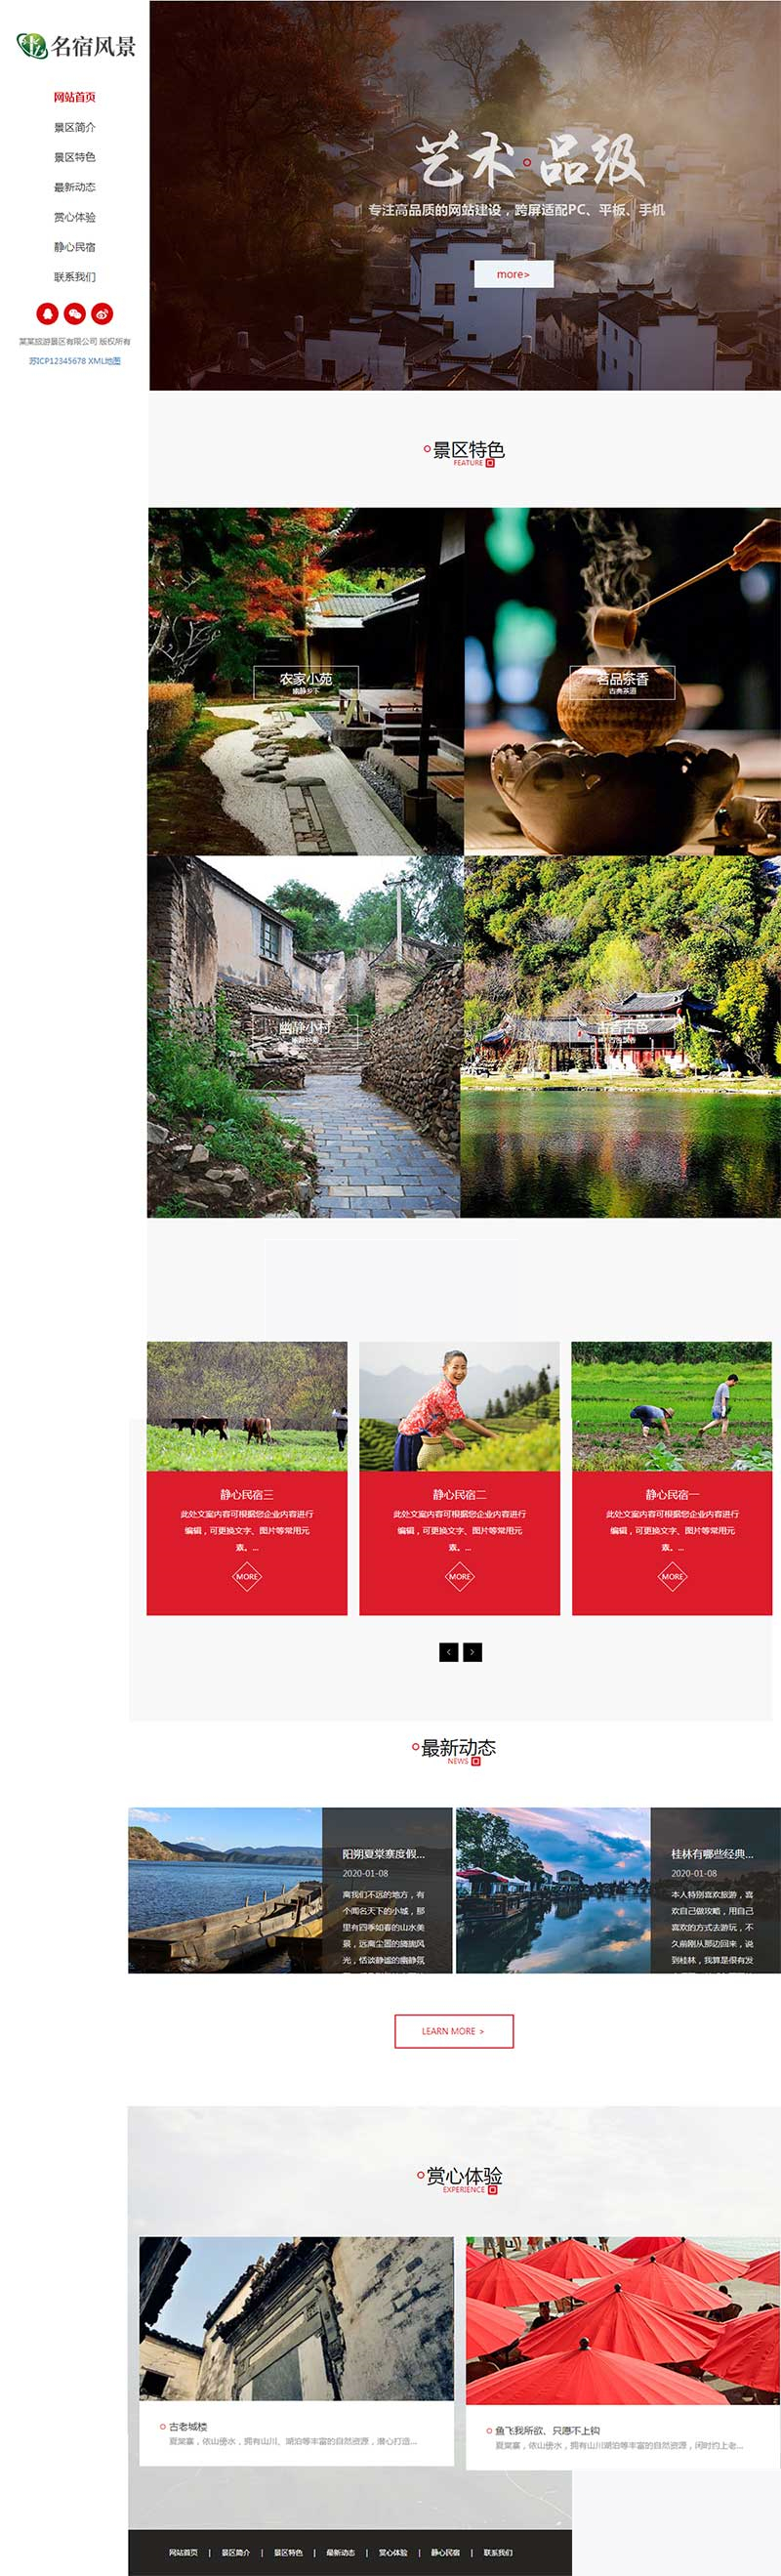 名宿风景
网站首页
景区简介
景区特色
最新动态
赏心体验
静心民宿
联系我们
某某旅游景区有限公司 版权所有
苏ICP12345678 XML地图
艺术 品级
专注高品质的网站建设，跨屏适配PC、平板、手机
more>
景区特色
FEATURE
农家小苑
幽静乡下
茗品茶香
古典茶道
幽静小村
古香古色
静心民宿三
此处文案内容可根据您企业内容进行
编辑，可更换文字、图片等常用元
素。...
MORE
静心民宿二
此处文案内容可根据您企业内容进行
编辑，可更换文字、图片等常用元
素。...
MORE
静心民宿一
此处文案内容可根据您企业内容进行
编辑，可更换文字、图片等常用元
素。...
MORE
最新动态
NEWS
阳朔夏棠寨度假...
2020-01-08
离我们不远的地方，有
个闻名天下的小城，那
里有四季如春的山水美
景，远离尘嚣的旖旎风
光，恬谈静谧的幽静氛
桂林有哪些经典...
2020-01-08
本人特别喜欢旅游，喜
欢自己做攻略，用自己
喜欢的方式去游玩，不
久前刚从那边回来，说
到桂林，我算是很有发
LEARN MORE >
赏心体验
EXPERIENCE
古老城楼
夏棠寨，依山傍水，拥有山川、湖泊等丰富的自然资源，潜心打造...
鱼飞我所欲、只愿不上钩
夏棠寨，依山傍水，拥有山川湖泊等丰富的自然资源，闲时约上老...
网站首页 | 景区简介 | 景区特色 | 最新动态 | 赏心体验 | 静心民宿 | 联系我们